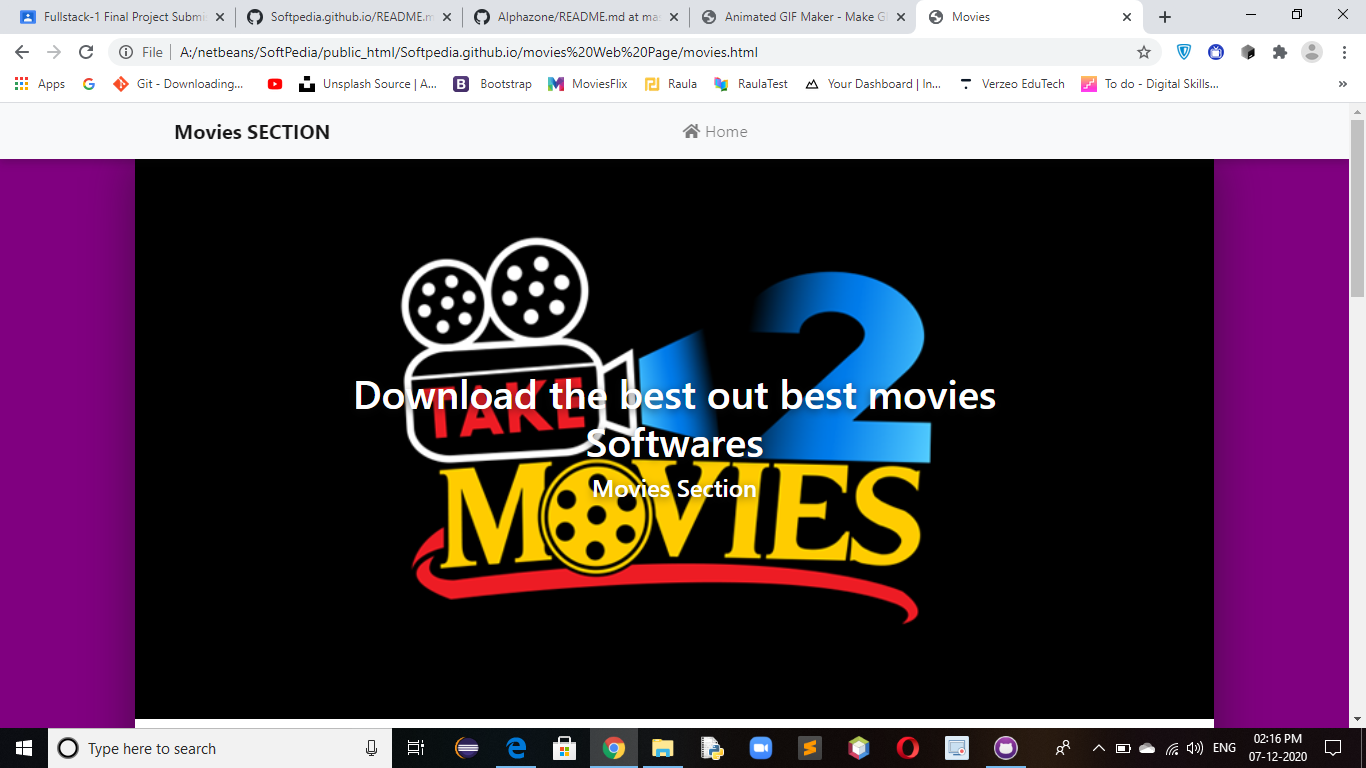 Fullstack-1 Final Project Submi
Softpedia.github.io/README.m
Alphazone/README.md at ma
Animated GIF Maker - Make G
Movies
File
A:/netbeans/SoftPedia/public_html/Softpedia.github.io/movies%20Web%20Page/movies.html
Apps
Git - Downloading...
Unsplash Source | A...
Bootstrap
MoviesFlix
Raula
RaulaTest
Your Dashboard | In...
Verzeo EduTech
To do - Digital Skills...
Movies SECTION
Home
2
TAKE
Download the best out best movies
Softwares
Movies Section
MOVIES
Type here to search
ENG
02:16 PM
07-12-2020